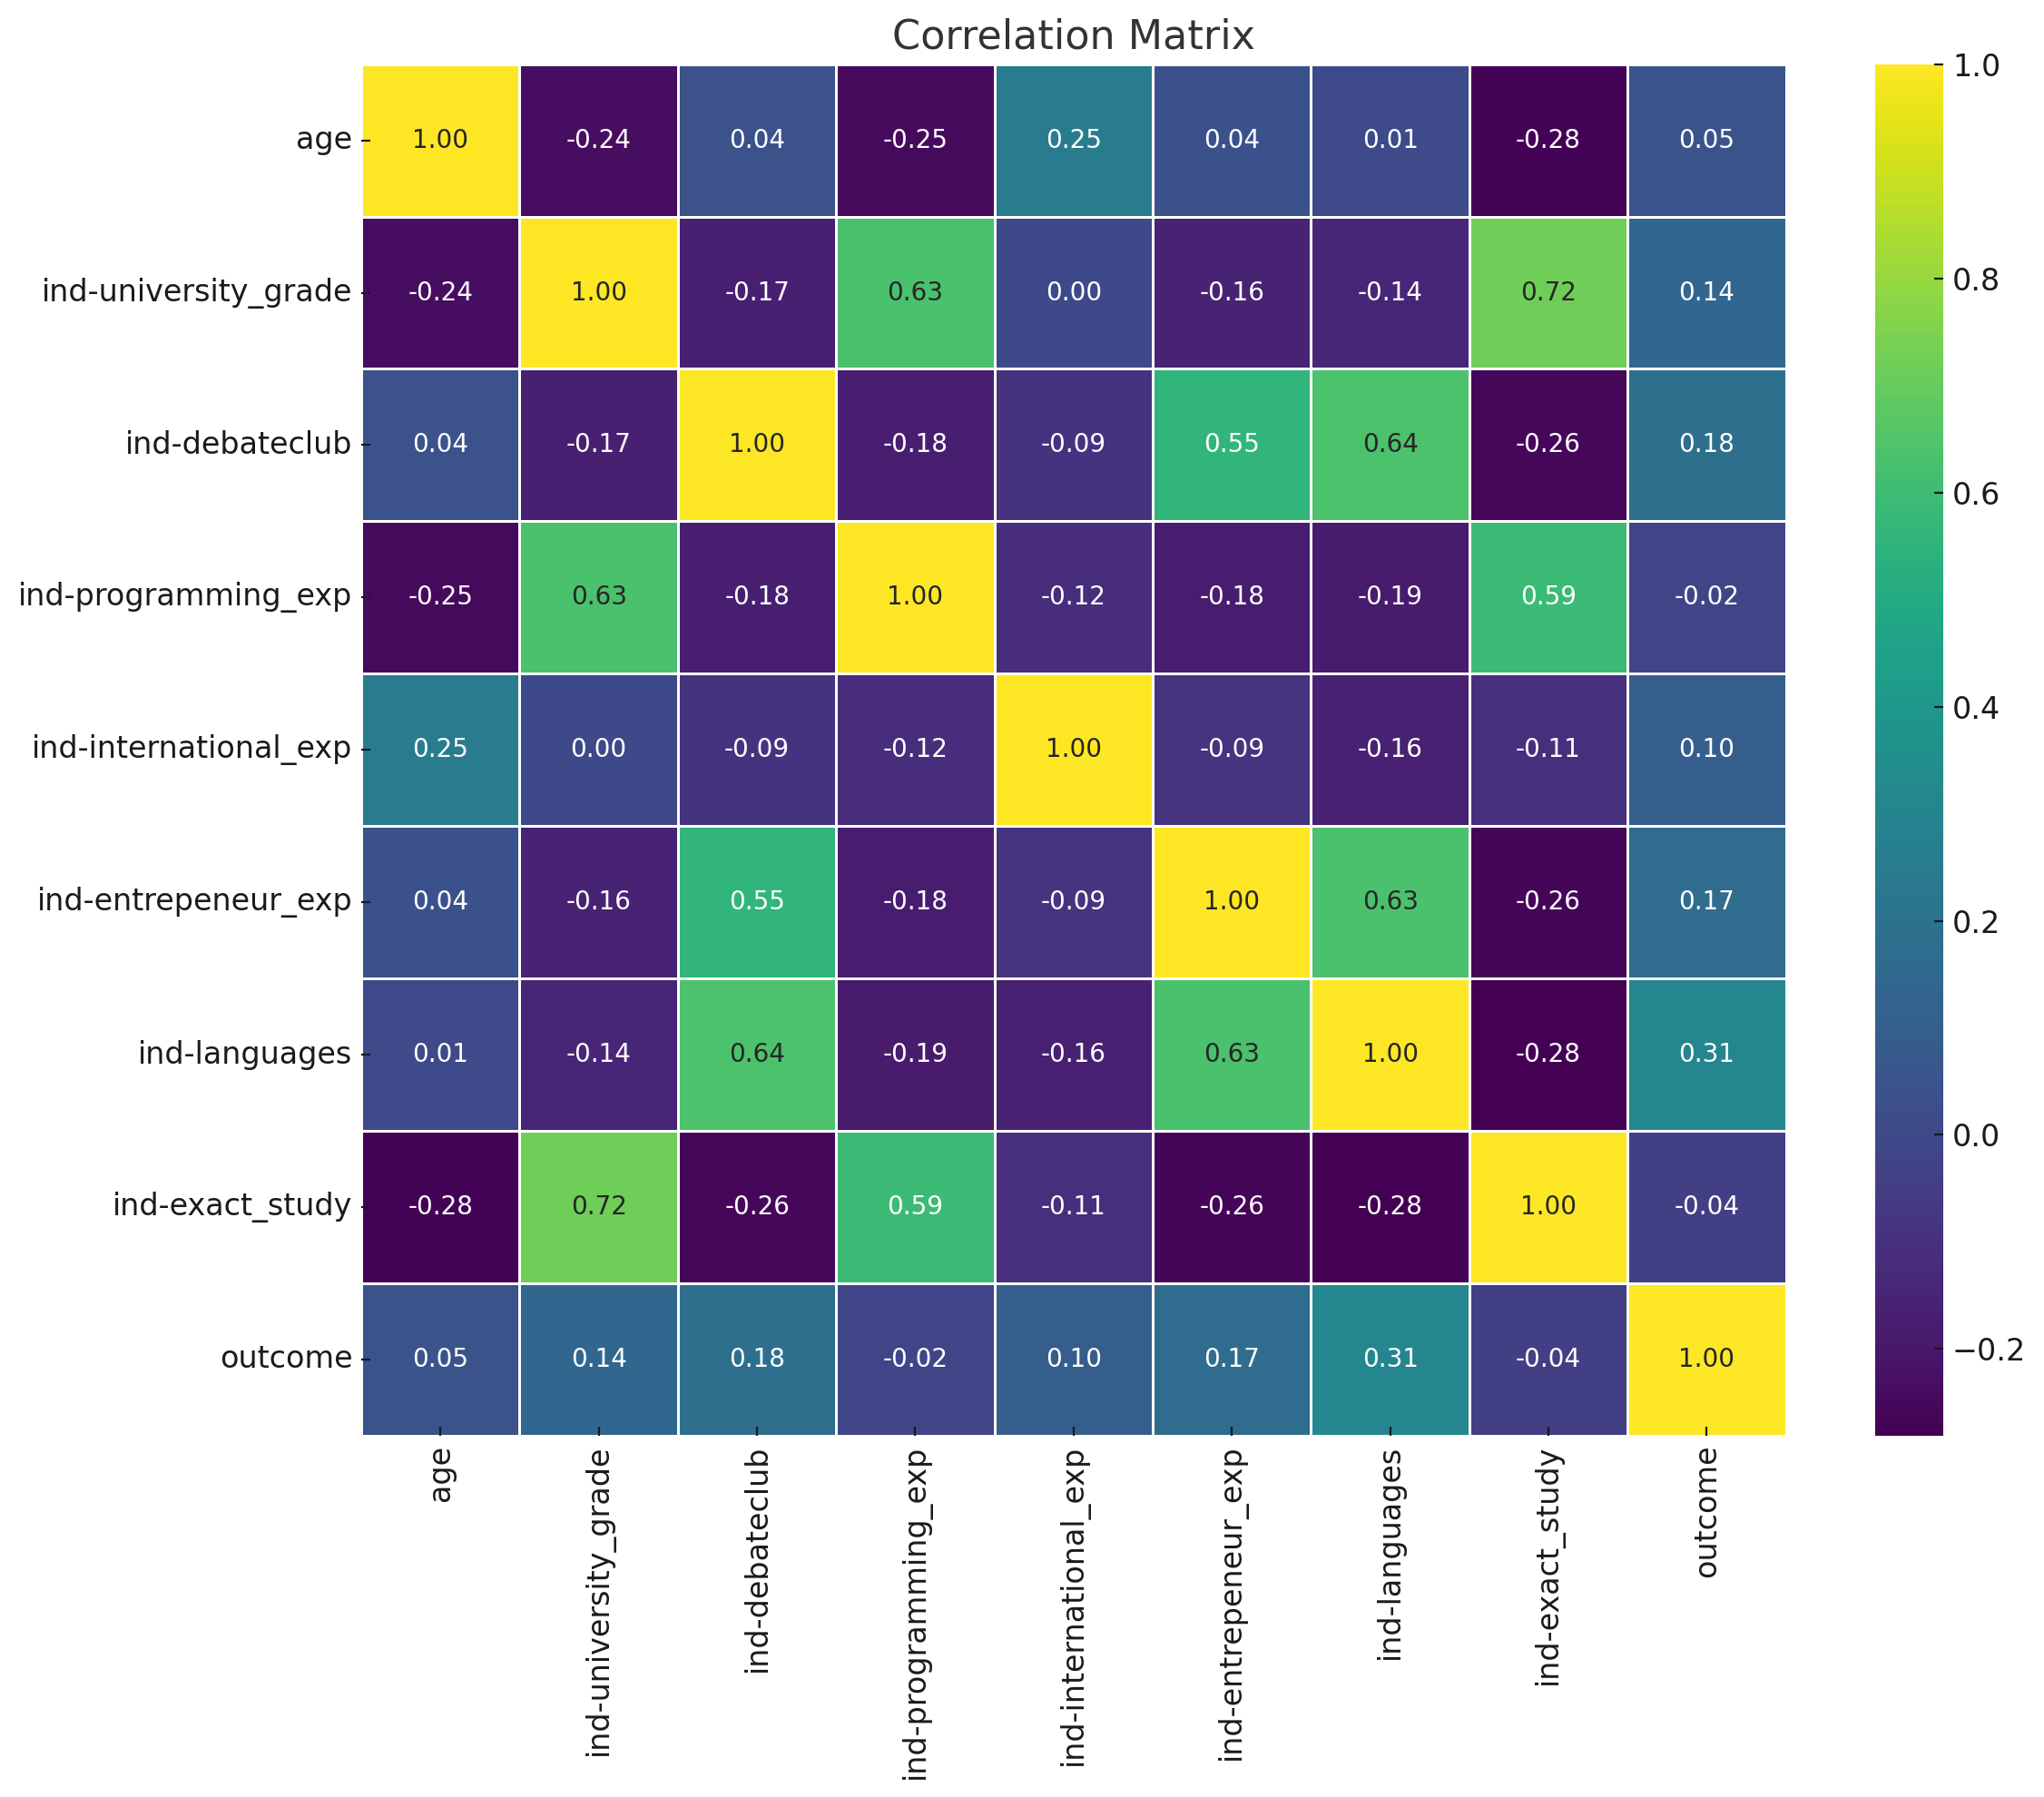 Correlation Matrix
age 1.00 -0.24 0.04 -0.25 0.25 0.04 0.01 -0.28 0.05
ind-university_grade -0.24 1.00 -0.17 0.63 0.00 -0.16 -0.14 0.72 0.14
ind-debateclub 0.04 -0.17 1.00 -0.18 -0.09 0.55 0.64 -0.26 0.18
ind-programming_exp -0.25 0.63 -0.18 1.00 -0.12 -0.18 -0.19 0.59 -0.02
ind-international_exp 0.25 0.00 -0.09 -0.12 1.00 -0.09 -0.16 -0.11 0.10
ind-entrepeneur_exp 0.04 -0.16 0.55 -0.18 -0.09 1.00 0.63 -0.26 0.17
ind-languages 0.01 -0.14 0.64 -0.19 -0.16 0.63 1.00 -0.28 0.31
ind-exact_study -0.28 0.72 -0.26 0.59 -0.11 -0.26 -0.28 1.00 -0.04
outcome 0.05 0.14 0.18 -0.02 0.10 0.17 0.31 -0.04 1.00
age
ind-university_grade
ind-debateclub
ind-programming_exp
ind-international_exp
ind-entrepeneur_exp
ind-languages
ind-exact_study
outcome
1.0
0.8
0.6
0.4
0.2
0.0
−0.2